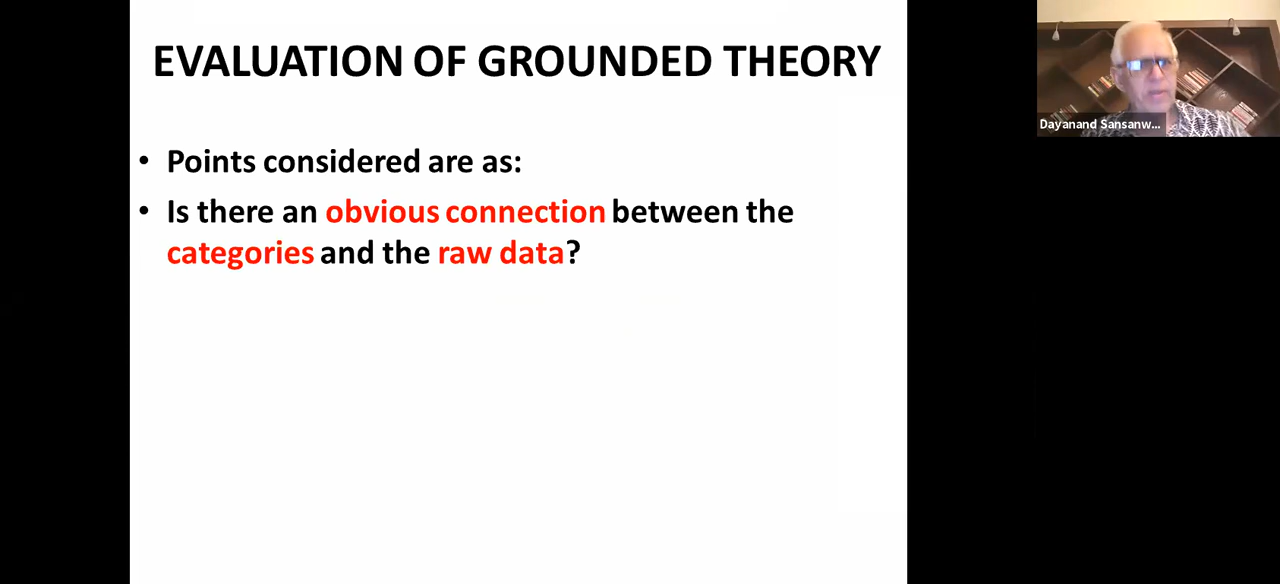 EVALUATION OF GROUNDED THEORY
• Points considered are as:
• Is there an obvious connection between the
categories and the raw data?
Dayanand Sansanw...